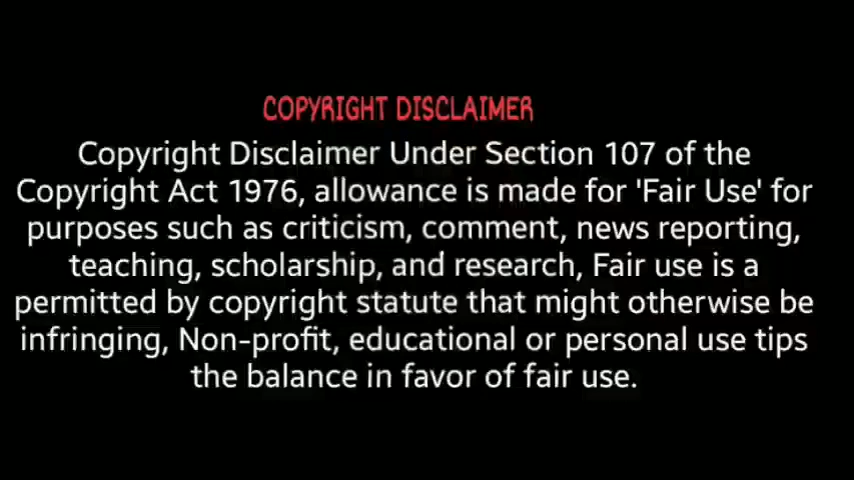 COPYRIGHT DISCLAIMER
Copyright Disclaimer Under Section 107 of the
Copyright Act 1976, allowance is made for 'Fair Use' for
purposes such as criticism, comment, news reporting,
teaching, scholarship, and research, Fair use is a
permitted by copyright statute that might otherwise be
infringing, Non-profit, educational or personal use tips
the balance in favor of fair use.